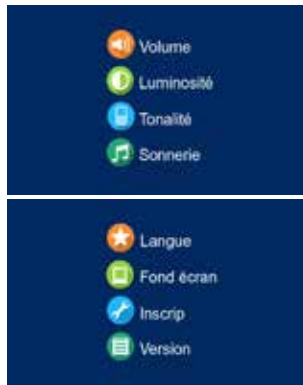 Volume
Luminosité
Tonalité
Sonnerie
Langue
Fond écran
Inscrip
Version